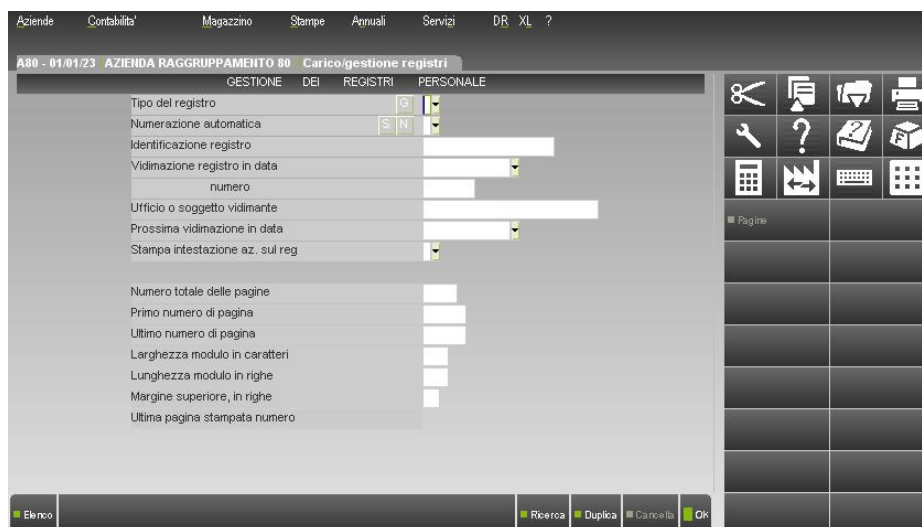 Aziende Contabilita' Magazzino Stampe Annuali Servizi DR XL ?
A80 - 01/01/23 AZIENDA RAGGRUPPAMENTO 80 Carico/gestione registri
GESTIONE DEI REGISTRI PERSONALE
Tipo del registro G
Numerazione automatica S N
Identificazione registro
Vidimazione registro in data
numero
Ufficio o soggetto vidimante
Prossima vidimazione in data
Stampa intestazione az. sul reg
Numero totale delle pagine
Primo numero di pagina
Ultimo numero di pagina
Larghezza modulo in caratteri
Lunghezza modulo in righe
Margine superiore, in righe
Ultima pagina stampata numero
Pagine
Elenco Ricerca Duplica Cancella OK